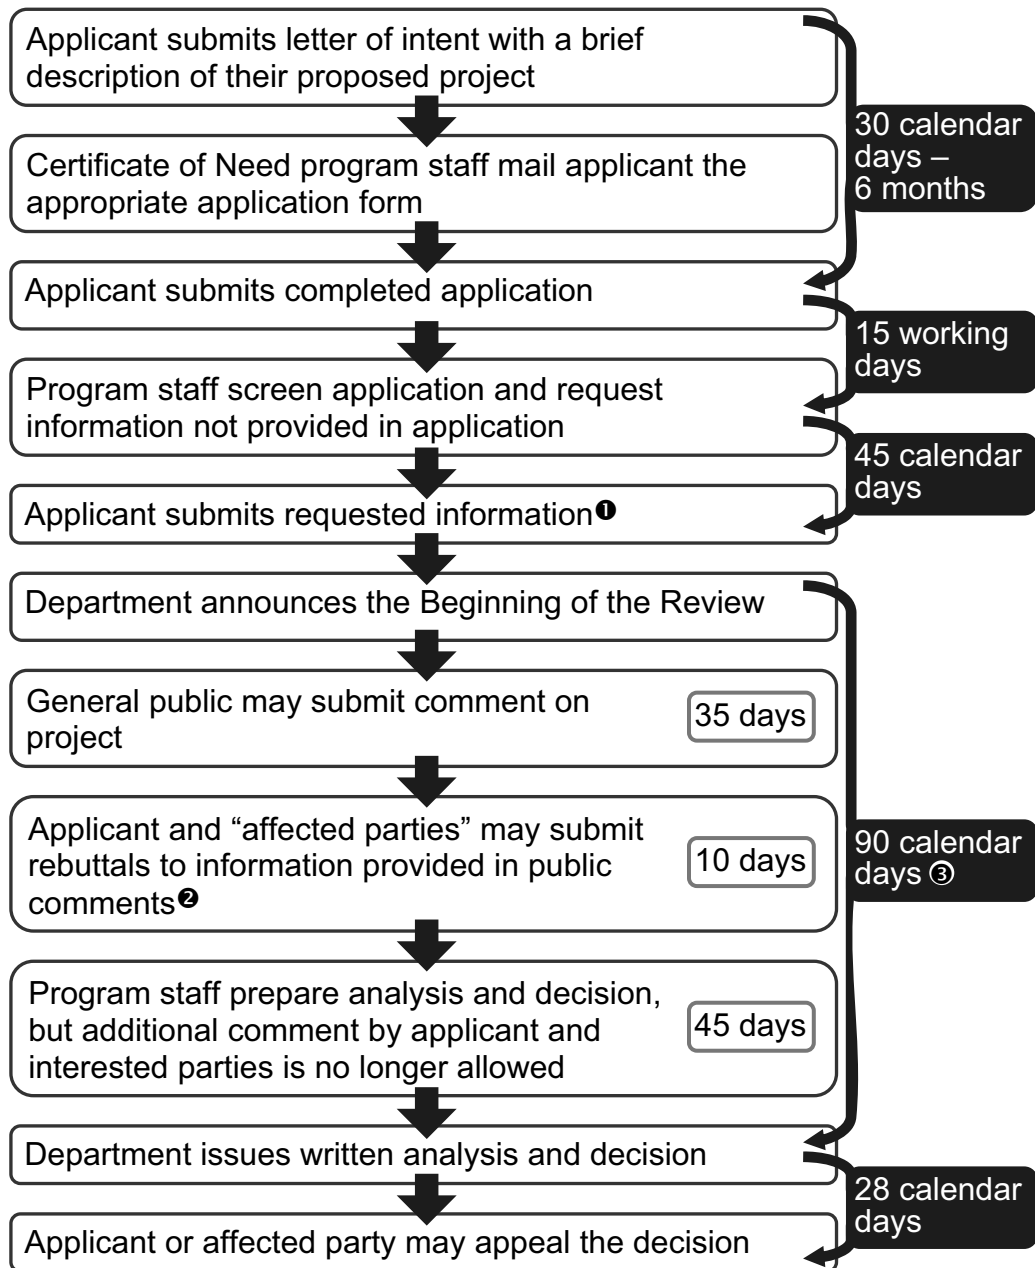 Applicant submits letter of intent with a brief
description of their proposed project
30 calendar
days –
6 months
Certificate of Need program staff mail applicant the
appropriate application form
Applicant submits completed application
15 working
days
Program staff screen application and request
information not provided in application
45 calendar
days
Applicant submits requested information❶
Department announces the Beginning of the Review
General public may submit comment on
project
35 days
Applicant and “affected parties” may submit
rebuttals to information provided in public
comments❷
10 days
90 calendar
days ③
Program staff prepare analysis and decision,
but additional comment by applicant and
interested parties is no longer allowed
45 days
Department issues written analysis and decision
28 calendar
days
Applicant or affected party may appeal the decision